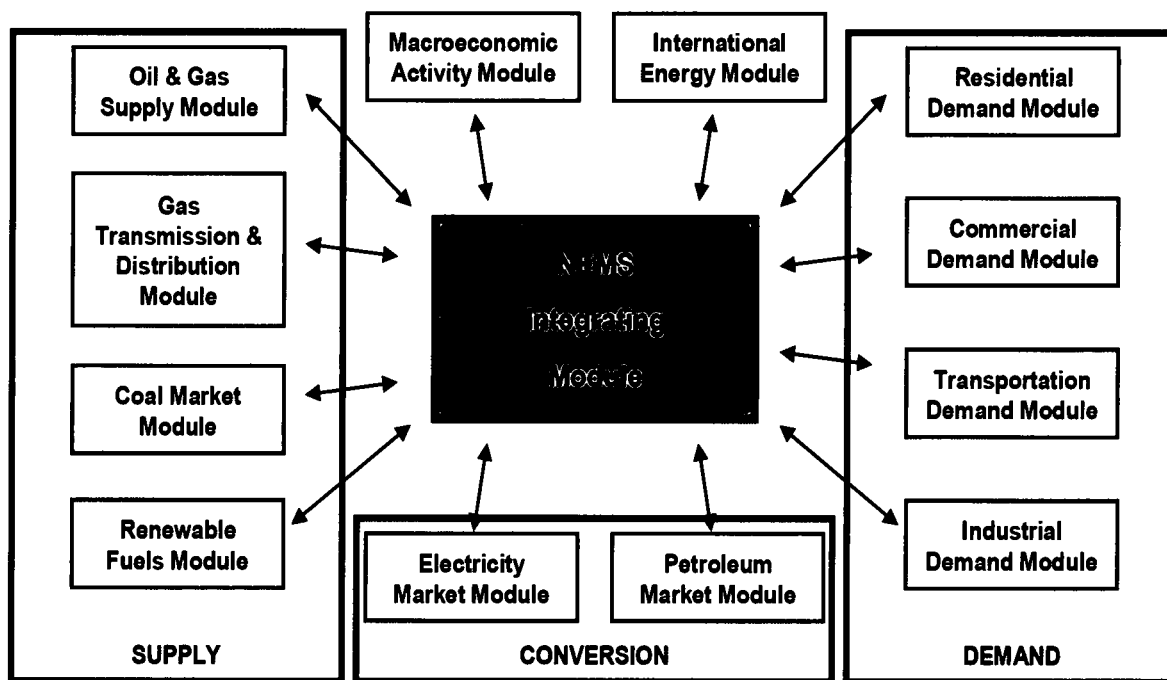 Macroeconomic
Activity Module
International
Energy Module
Oil & Gas
Supply Module
Gas
Transmission &
Distribution
Module
Coal Market
Module
Renewable
Fuels Module
SUPPLY
NEMS
Integrating
Module
Electricity
Market Module
Petroleum
Market Module
CONVERSION
Residential
Demand Module
Commercial
Demand Module
Transportation
Demand Module
Industrial
Demand Module
DEMAND